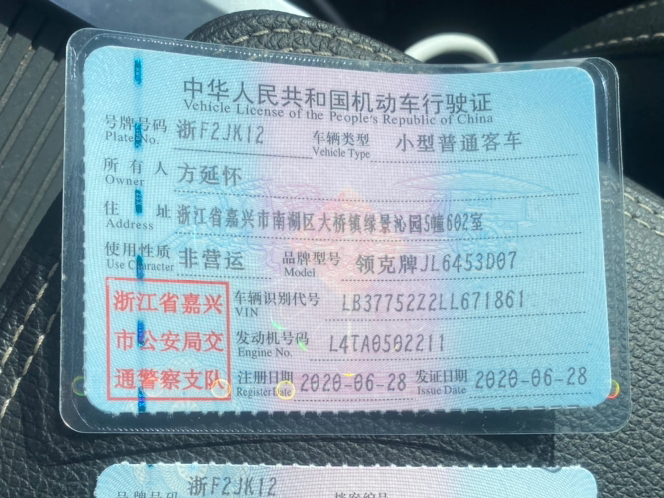 中华人民共和国机动车行驶证
Vehicle License of the People's Republic of China
号牌号码 浙F2JK12 车辆类型 小型普通客车
Plate No. Vehicle Type
所有人 方延怀
Owner
住址 浙江省嘉兴市南湖区大桥镇绿景沁园5幢602室
Address
使用性质 非营运 品牌型号 领克牌JL6453D07
Use Character Model
浙江省嘉兴
市公安局交
通警察支队
车辆识别代号 LB37752Z2LL671861
VIN
发动机号码 L4TA0502211
Engine No.
注册日期 2020-06-28 发证日期 2020-06-28
Register Date Issue Date
号牌号码 浙F2JK12 档案编号